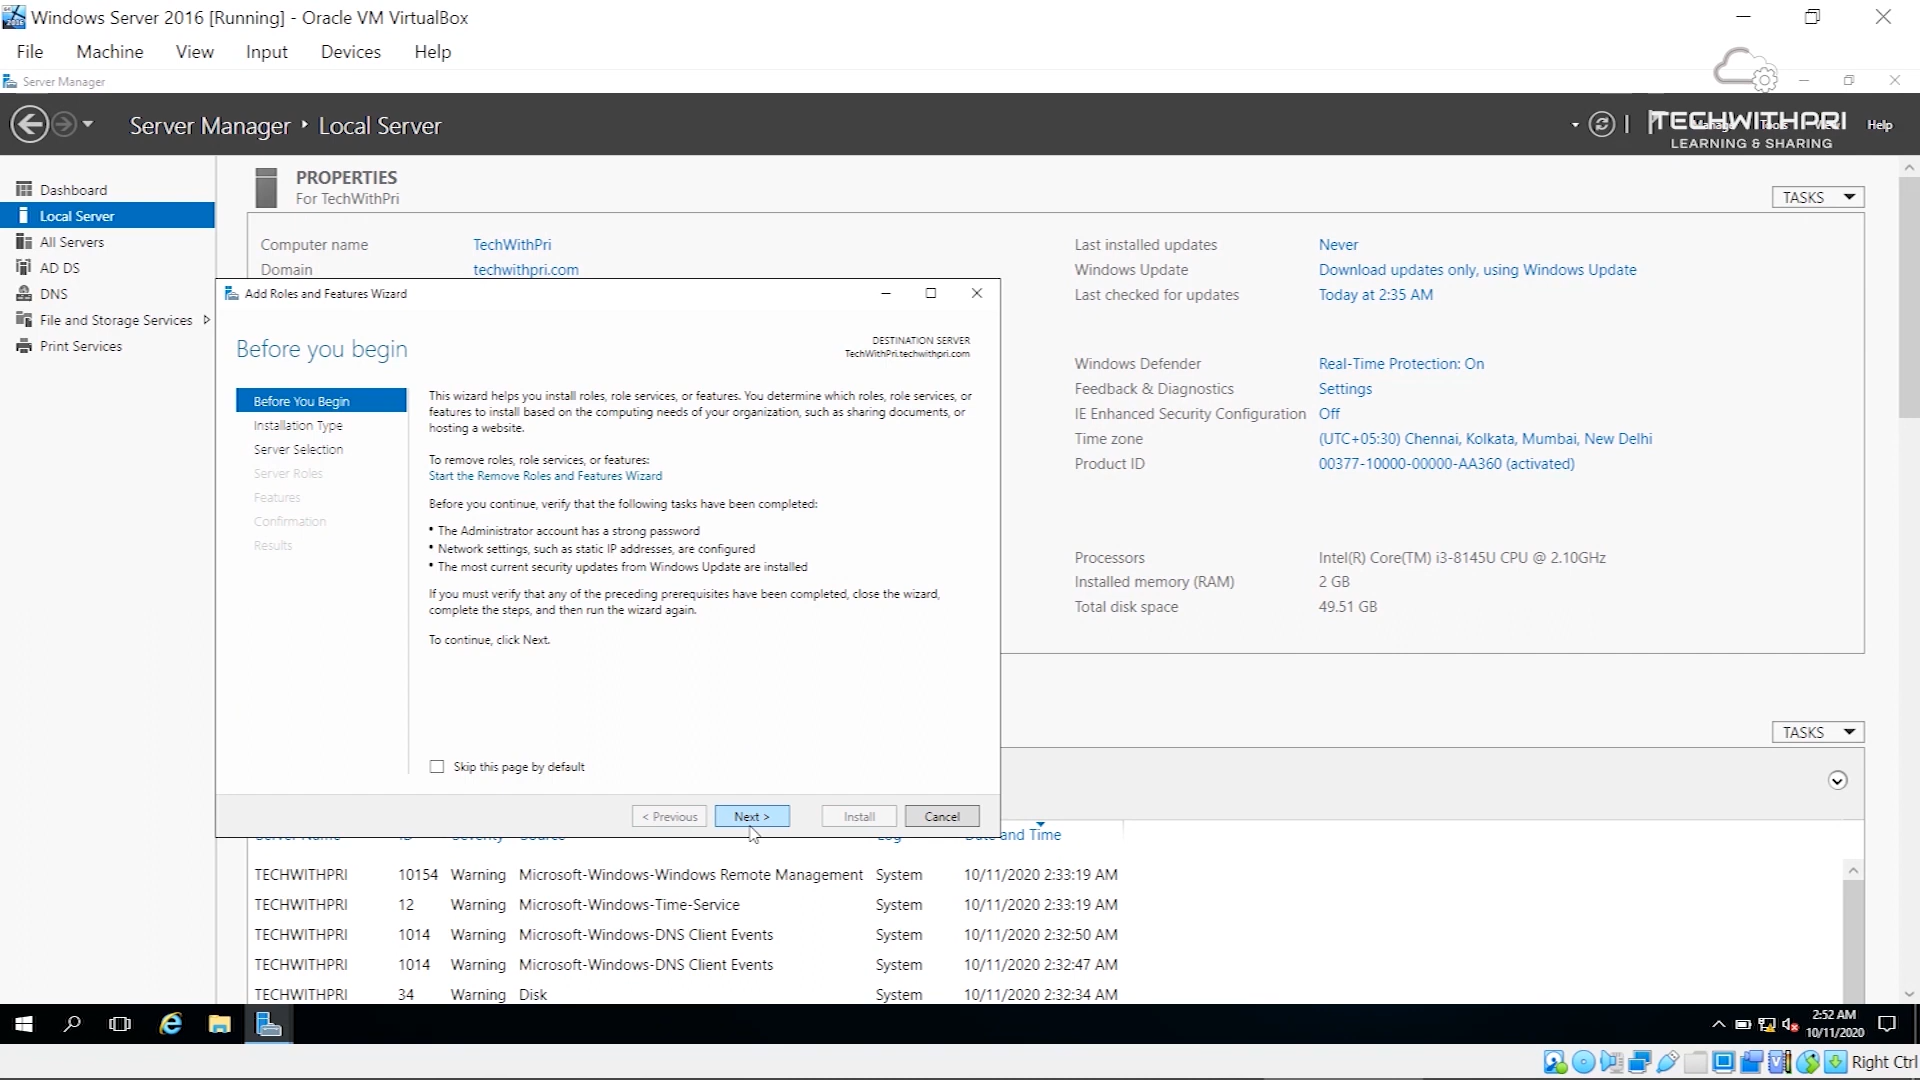 Windows Server 2016 [Running] - Oracle VM VirtualBox
File Machine View Input Devices Help
Server Manager
Server Manager ‣ Local Server
TECHWITHPRI
LEARNING & SHARING
Help
Dashboard
Local Server
All Servers
AD DS
DNS
File and Storage Services
Print Services
PROPERTIES
For TechWithPri
TASKS
Computer name TechWithPri
Domain techwithpri.com
Last installed updates Never
Windows Update Download updates only, using Windows Update
Last checked for updates Today at 2:35 AM
Windows Defender Real-Time Protection: On
Feedback & Diagnostics Settings
IE Enhanced Security Configuration Off
Time zone (UTC+05:30) Chennai, Kolkata, Mumbai, New Delhi
Product ID 00377-10000-00000-AA360 (activated)
Processors Intel(R) Core(TM) i3-8145U CPU @ 2.10GHz
Installed memory (RAM) 2 GB
Total disk space 49.51 GB
Add Roles and Features Wizard
Before you begin
DESTINATION SERVER
TechWithPri.techwithpri.com
Before You Begin
Installation Type
Server Selection
Server Roles
Features
Confirmation
Results
This wizard helps you install roles, role services, or features. You determine which roles, role services, or
features to install based on the computing needs of your organization, such as sharing documents, or
hosting a website.
To remove roles, role services, or features:
Start the Remove Roles and Features Wizard
Before you continue, verify that the following tasks have been completed:
• The Administrator account has a strong password
• Network settings, such as static IP addresses, are configured
• The most current security updates from Windows Update are installed
If you must verify that any of the preceding prerequisites have been completed, close the wizard,
complete the steps, and then run the wizard again.
To continue, click Next.
Skip this page by default
< Previous Next > Install Cancel
TASKS
Date and Time
TECHWITHPRI 10154 Warning Microsoft-Windows-Windows Remote Management System 10/11/2020 2:33:19 AM
TECHWITHPRI 12 Warning Microsoft-Windows-Time-Service System 10/11/2020 2:33:19 AM
TECHWITHPRI 1014 Warning Microsoft-Windows-DNS Client Events System 10/11/2020 2:32:50 AM
TECHWITHPRI 1014 Warning Microsoft-Windows-DNS Client Events System 10/11/2020 2:32:47 AM
TECHWITHPRI 34 Warning Disk System 10/11/2020 2:32:34 AM
2:52 AM
10/11/2020
Right Ctrl